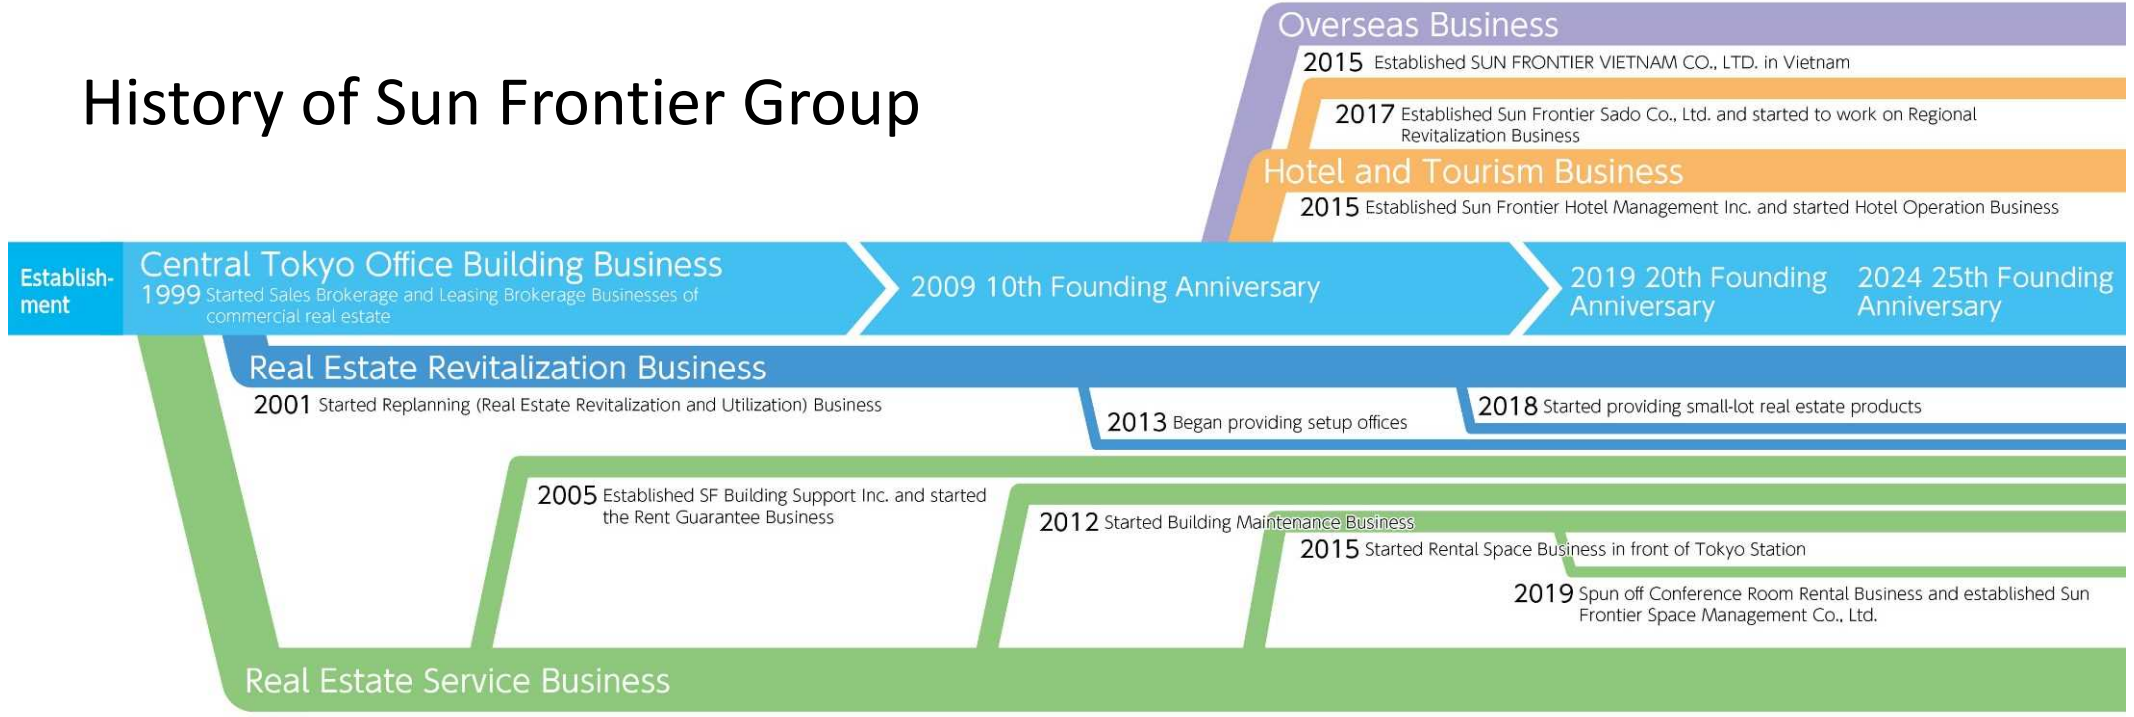 History of Sun Frontier Group
Overseas Business
2015 Established SUN FRONTIER VIETNAM CO., LTD. in Vietnam
2017 Established Sun Frontier Sado Co., Ltd. and started to work on Regional
Revitalization Business
Hotel and Tourism Business
2015 Established Sun Frontier Hotel Management Inc. and started Hotel Operation Business
Establish-
ment
Central Tokyo Office Building Business
1999 Started Sales Brokerage and Leasing Brokerage Businesses of
commercial real estate
2009 10th Founding Anniversary
2019 20th Founding
Anniversary
2024 25th Founding
Anniversary
Real Estate Revitalization Business
2001 Started Replanning (Real Estate Revitalization and Utilization) Business
2013 Began providing setup offices
2018 Started providing small-lot real estate products
2005 Established SF Building Support Inc. and started
the Rent Guarantee Business
2012 Started Building Maintenance Business
2015 Started Rental Space Business in front of Tokyo Station
2019 Spun off Conference Room Rental Business and established Sun
Frontier Space Management Co., Ltd.
Real Estate Service Business